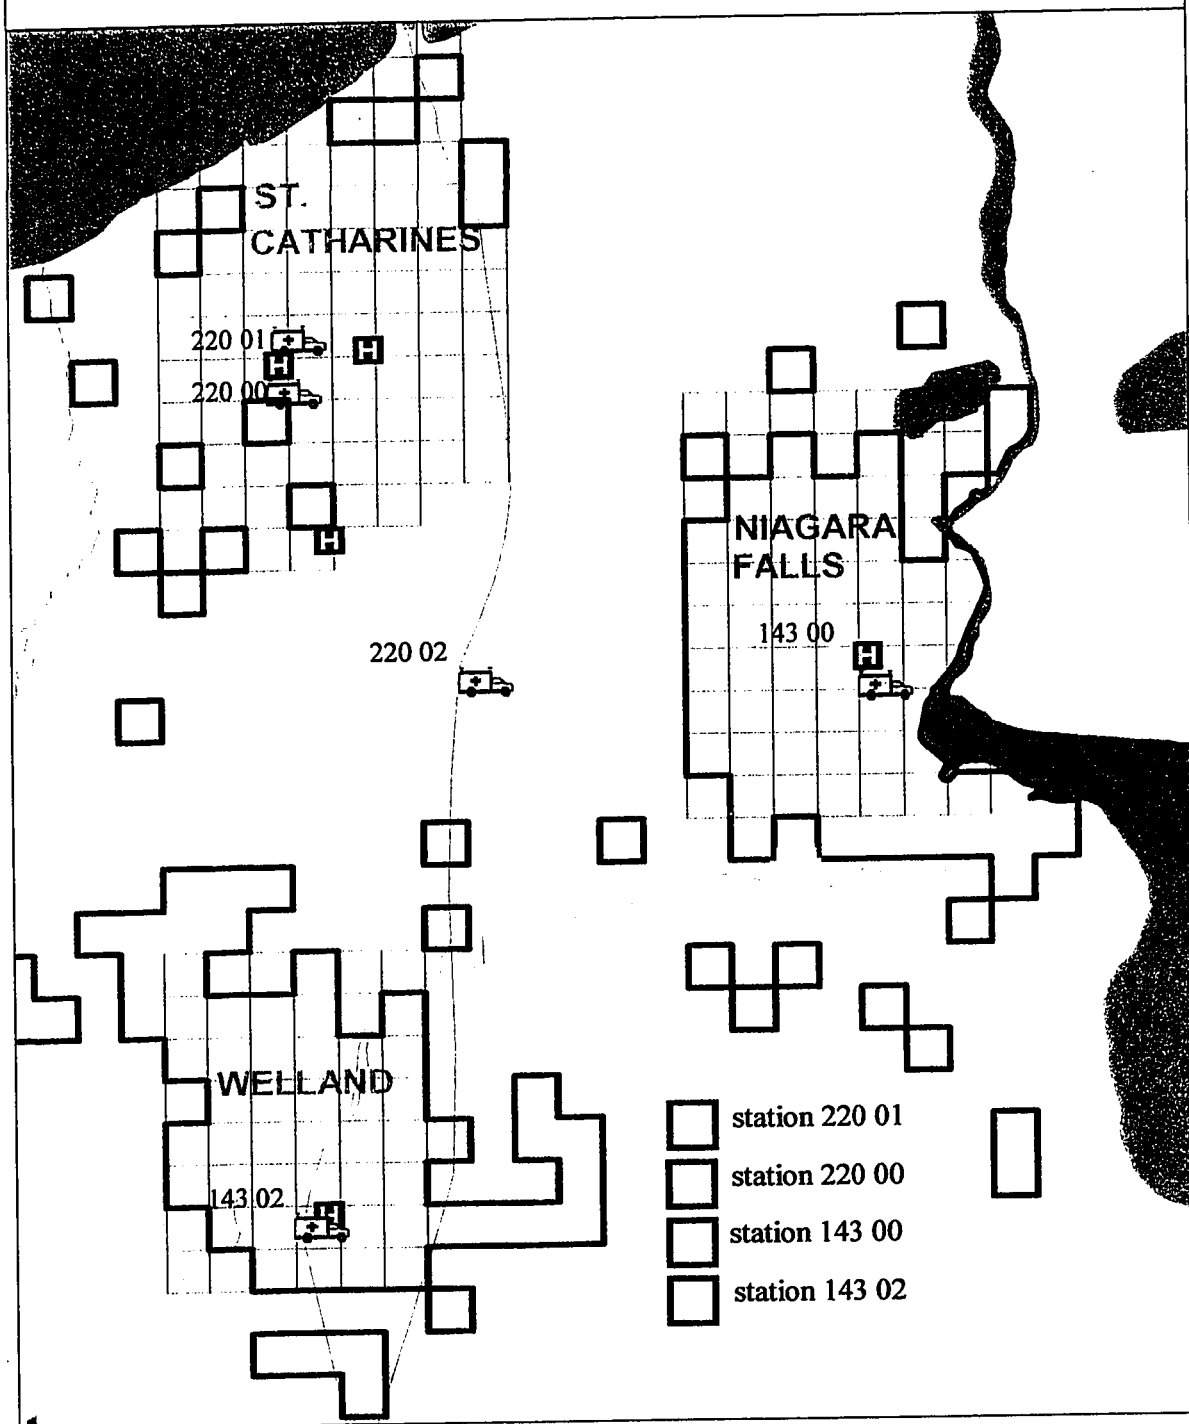 ST.
CATHARINES
220 01
H
H
220 00
H
NIAGARA
FALLS
143 00
H
220 02
WELLAND
143 02
H
station 220 01
station 220 00
station 143 00
station 143 02